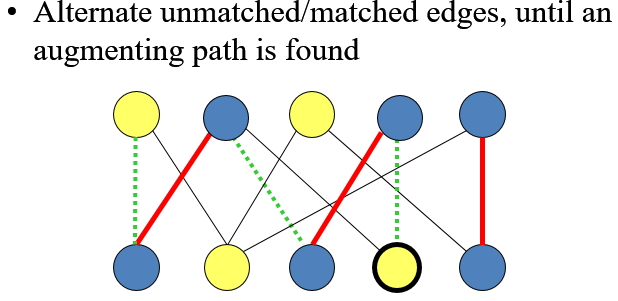 • Alternate unmatched/matched edges, until an
augmenting path is found